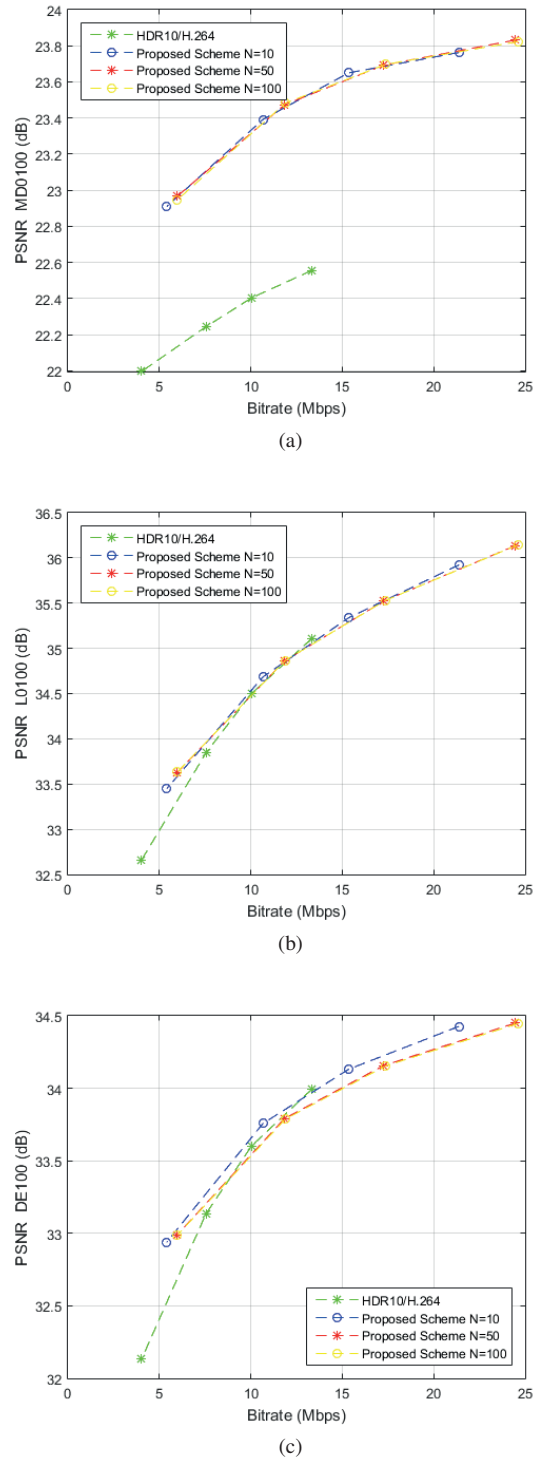 24
23.8
23.6
23.4
23.2
23
22.8
22.6
22.4
22.2
22
PSNR MD0100 (dB)
HDR10/H.264
Proposed Scheme N=10
Proposed Scheme N=50
Proposed Scheme N=100
0 5 10 15 20 25
Bitrate (Mbps)
(a)
36.5
36
35.5
35
34.5
34
33.5
33
32.5
PSNR L0100 (dB)
HDR10/H.264
Proposed Scheme N=10
Proposed Scheme N=50
Proposed Scheme N=100
0 5 10 15 20 25
Bitrate (Mbps)
(b)
34.5
34
33.5
33
32.5
32
PSNR DE100 (dB)
HDR10/H.264
Proposed Scheme N=10
Proposed Scheme N=50
Proposed Scheme N=100
0 5 10 15 20 25
Bitrate (Mbps)
(c)